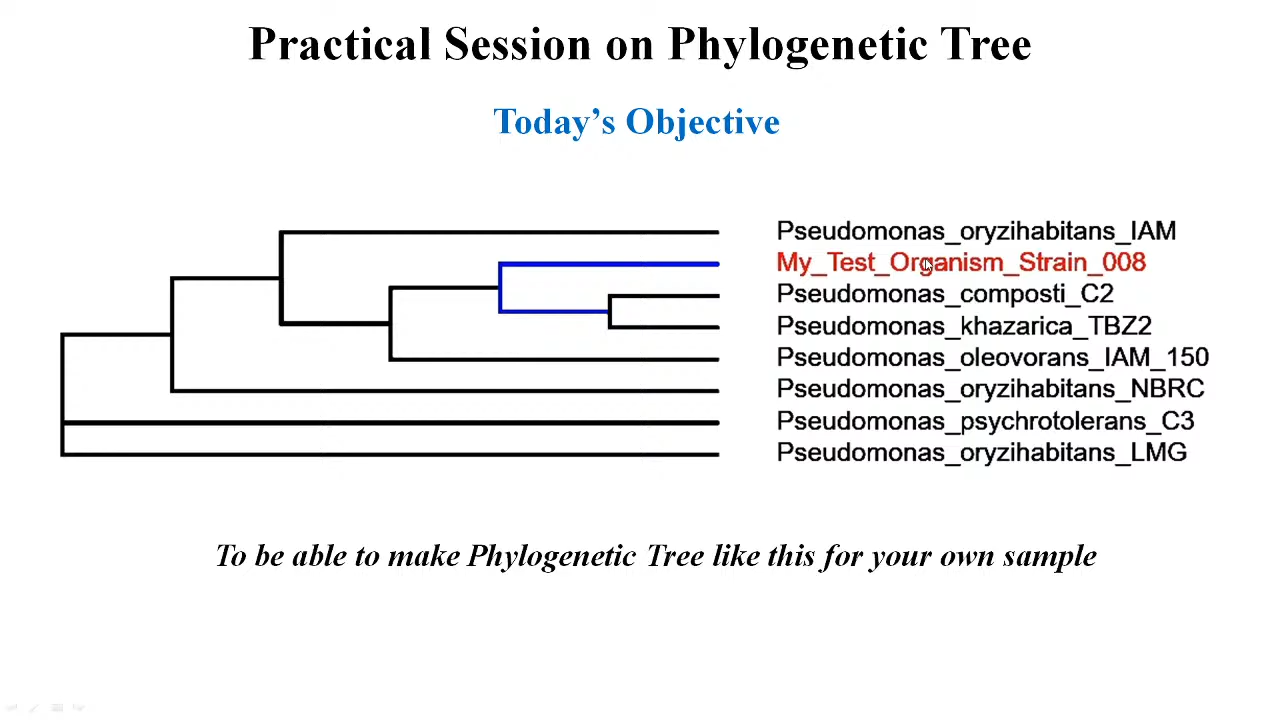 Practical Session on Phylogenetic Tree
Today’s Objective
Pseudomonas_oryzihabitans_IAM
My_Test_Organism_Strain_008
Pseudomonas_composti_C2
Pseudomonas_khazarica_TBZ2
Pseudomonas_oleovorans_IAM_150
Pseudomonas_oryzihabitans_NBRC
Pseudomonas_psychrotolerans_C3
Pseudomonas_oryzihabitans_LMG
To be able to make Phylogenetic Tree like this for your own sample